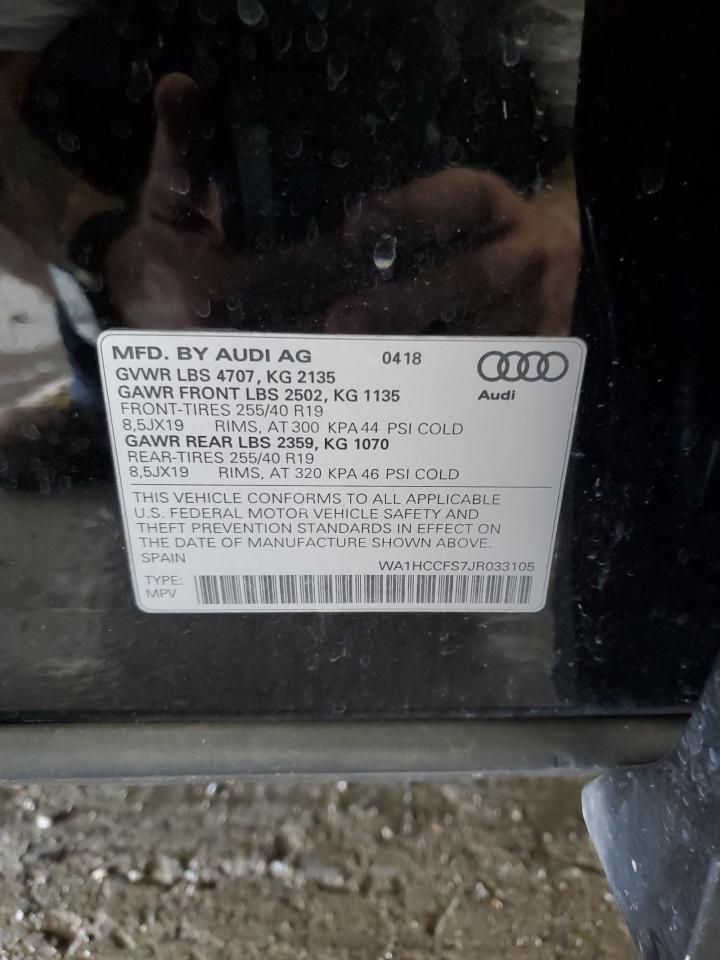 MFD. BY AUDI AG 0418
GVWR LBS 4707, KG 2135
GAWR FRONT LBS 2502, KG 1135
Audi
FRONT-TIRES 255/40 R19
8,5JX19 RIMS, AT 300 KPA 44 PSI COLD
GAWR REAR LBS 2359, KG 1070
REAR-TIRES 255/40 R19
8,5JX19 RIMS, AT 320 KPA 46 PSI COLD
THIS VEHICLE CONFORMS TO ALL APPLICABLE
U.S. FEDERAL MOTOR VEHICLE SAFETY AND
THEFT PREVENTION STANDARDS IN EFFECT ON
THE DATE OF MANUFACTURE SHOWN ABOVE.
SPAIN
WA1HCCFS7JR033105
TYPE:
MPV